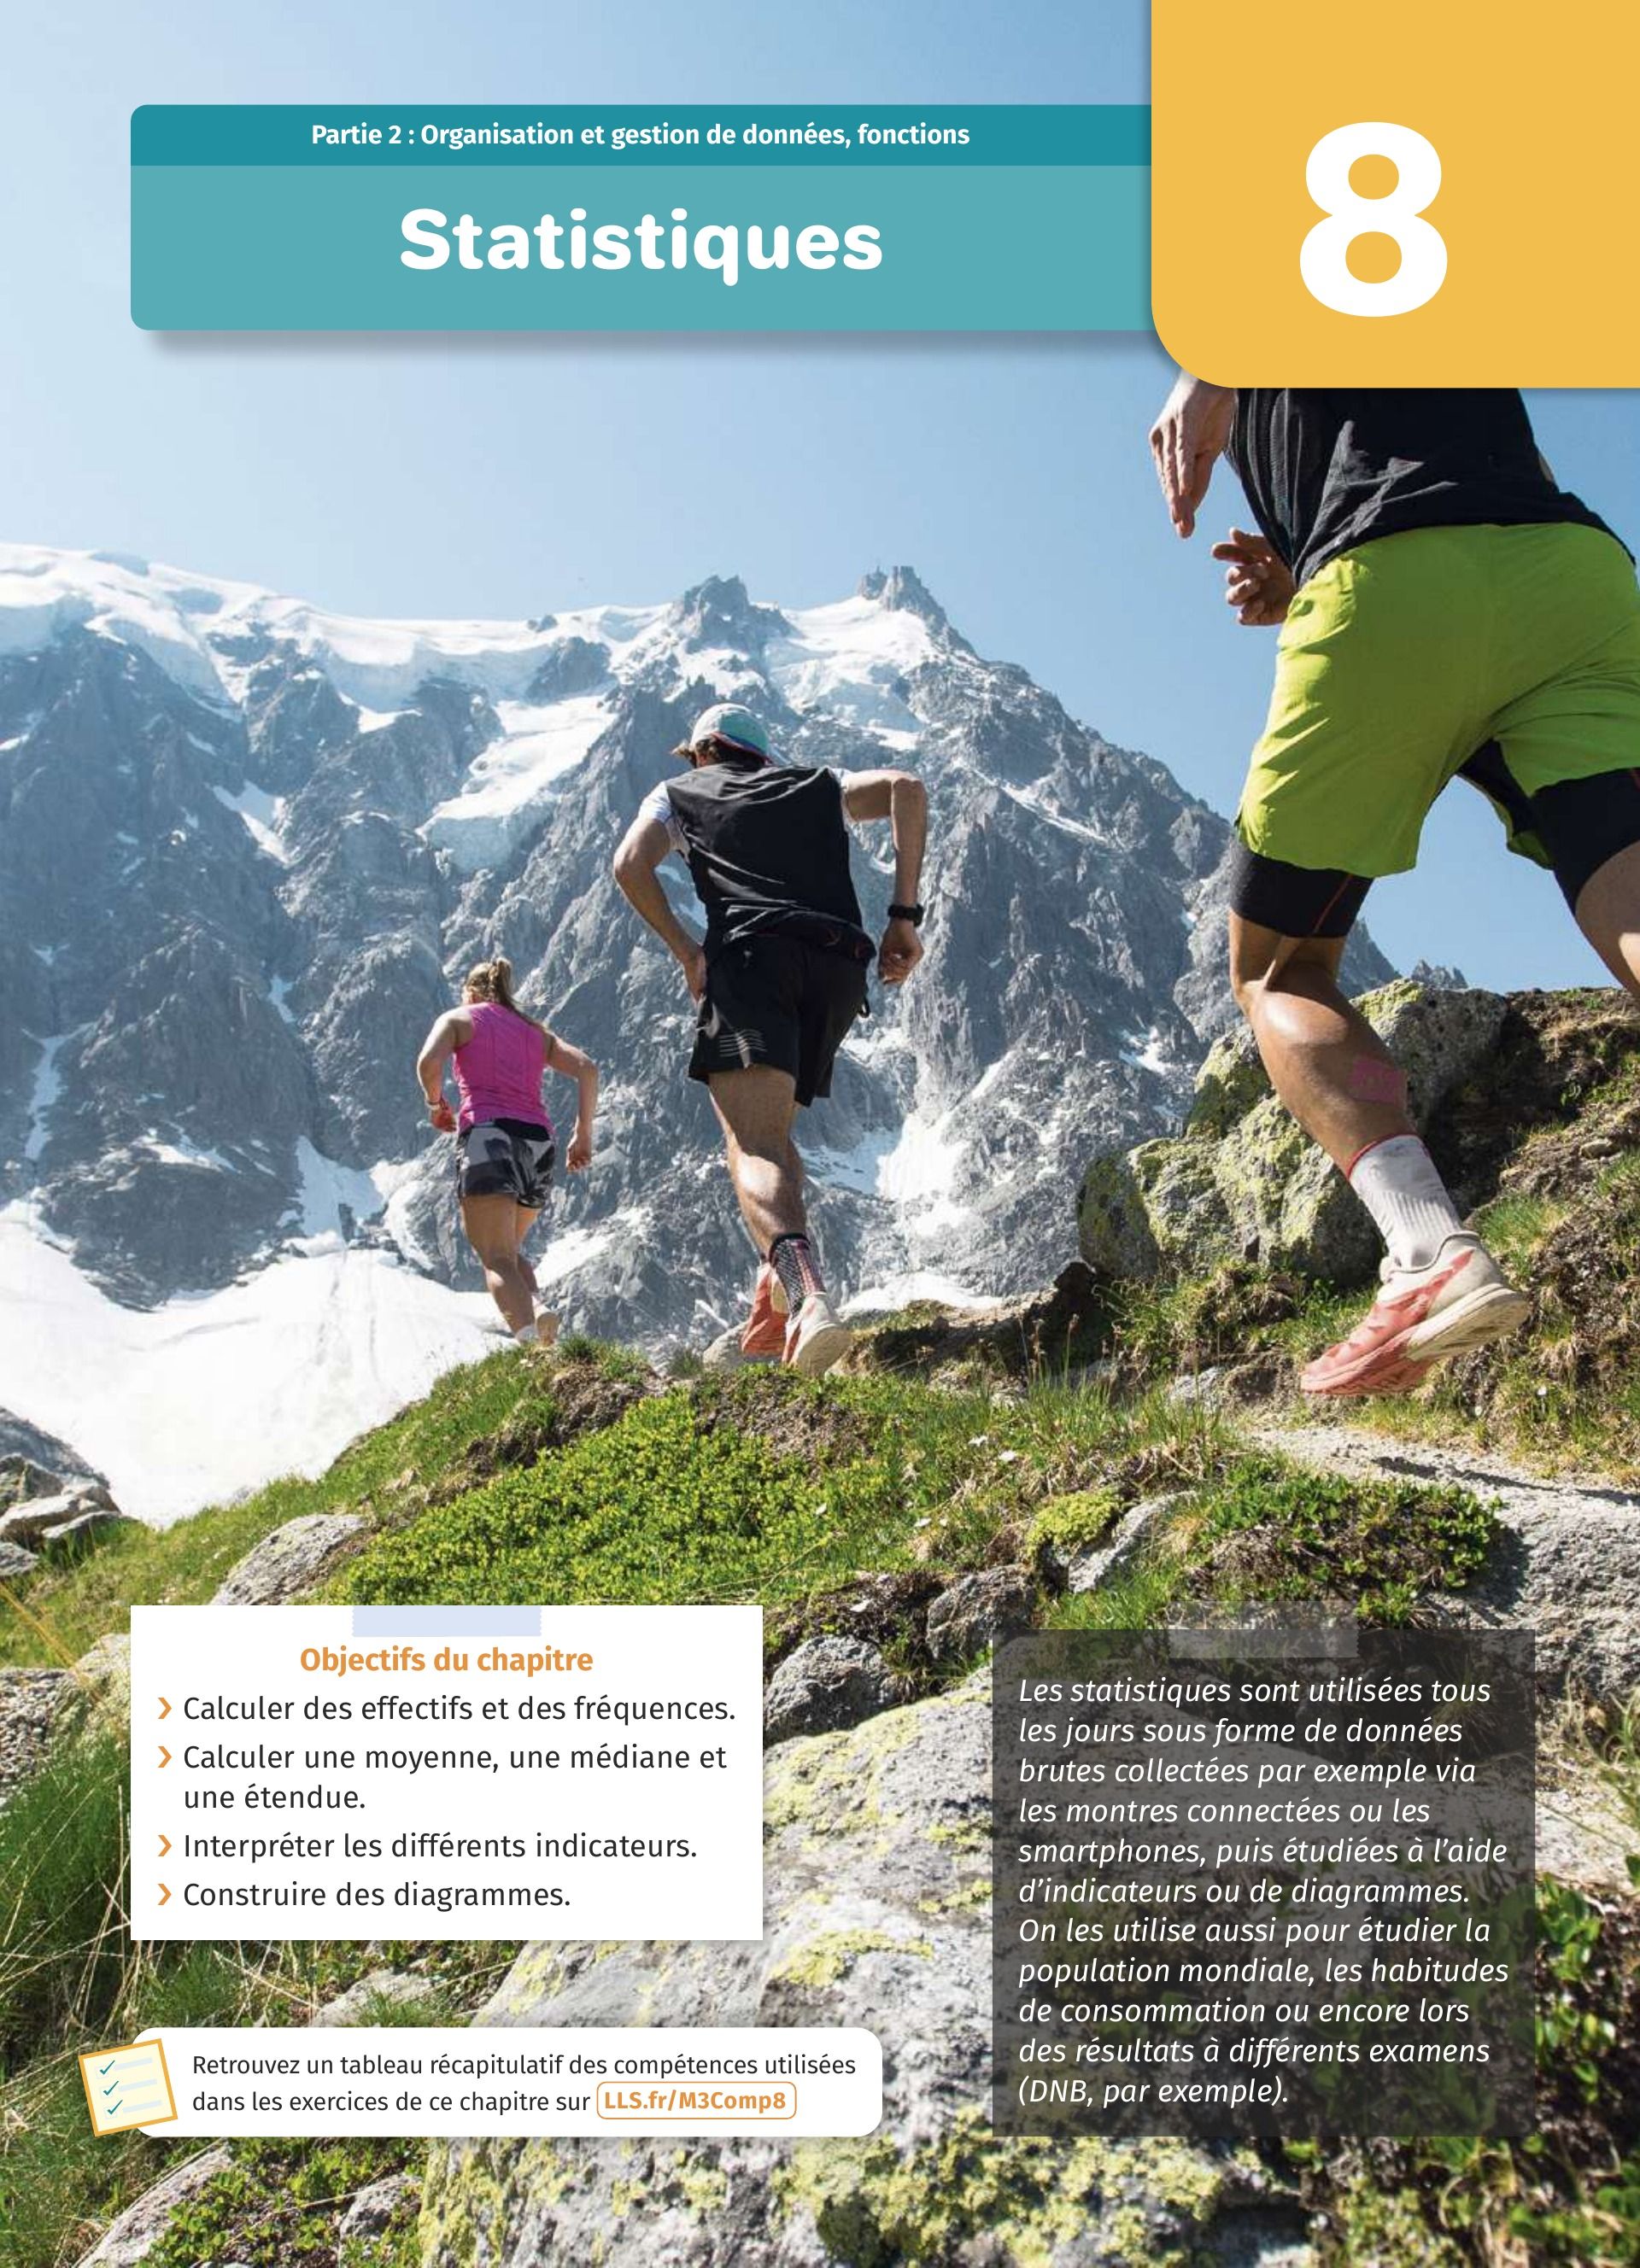 Partie 2 : Organisation et gestion de données, fonctions
Statistiques
8
Objectifs du chapitre
› Calculer des effectifs et des fréquences.
› Calculer une moyenne, une médiane et
une étendue.
› Interpréter les différents indicateurs.
› Construire des diagrammes.
Retrouvez un tableau récapitulatif des compétences utilisées
dans les exercices de ce chapitre sur LLS.fr/M3Comp8
Les statistiques sont utilisées tous
les jours sous forme de données
brutes collectées par exemple via
les montres connectées ou les
smartphones, puis étudiées à l’aide
d’indicateurs ou de diagrammes.
On les utilise aussi pour étudier la
population mondiale, les habitudes
de consommation ou encore lors
des résultats à différents examens
(DNB, par exemple).